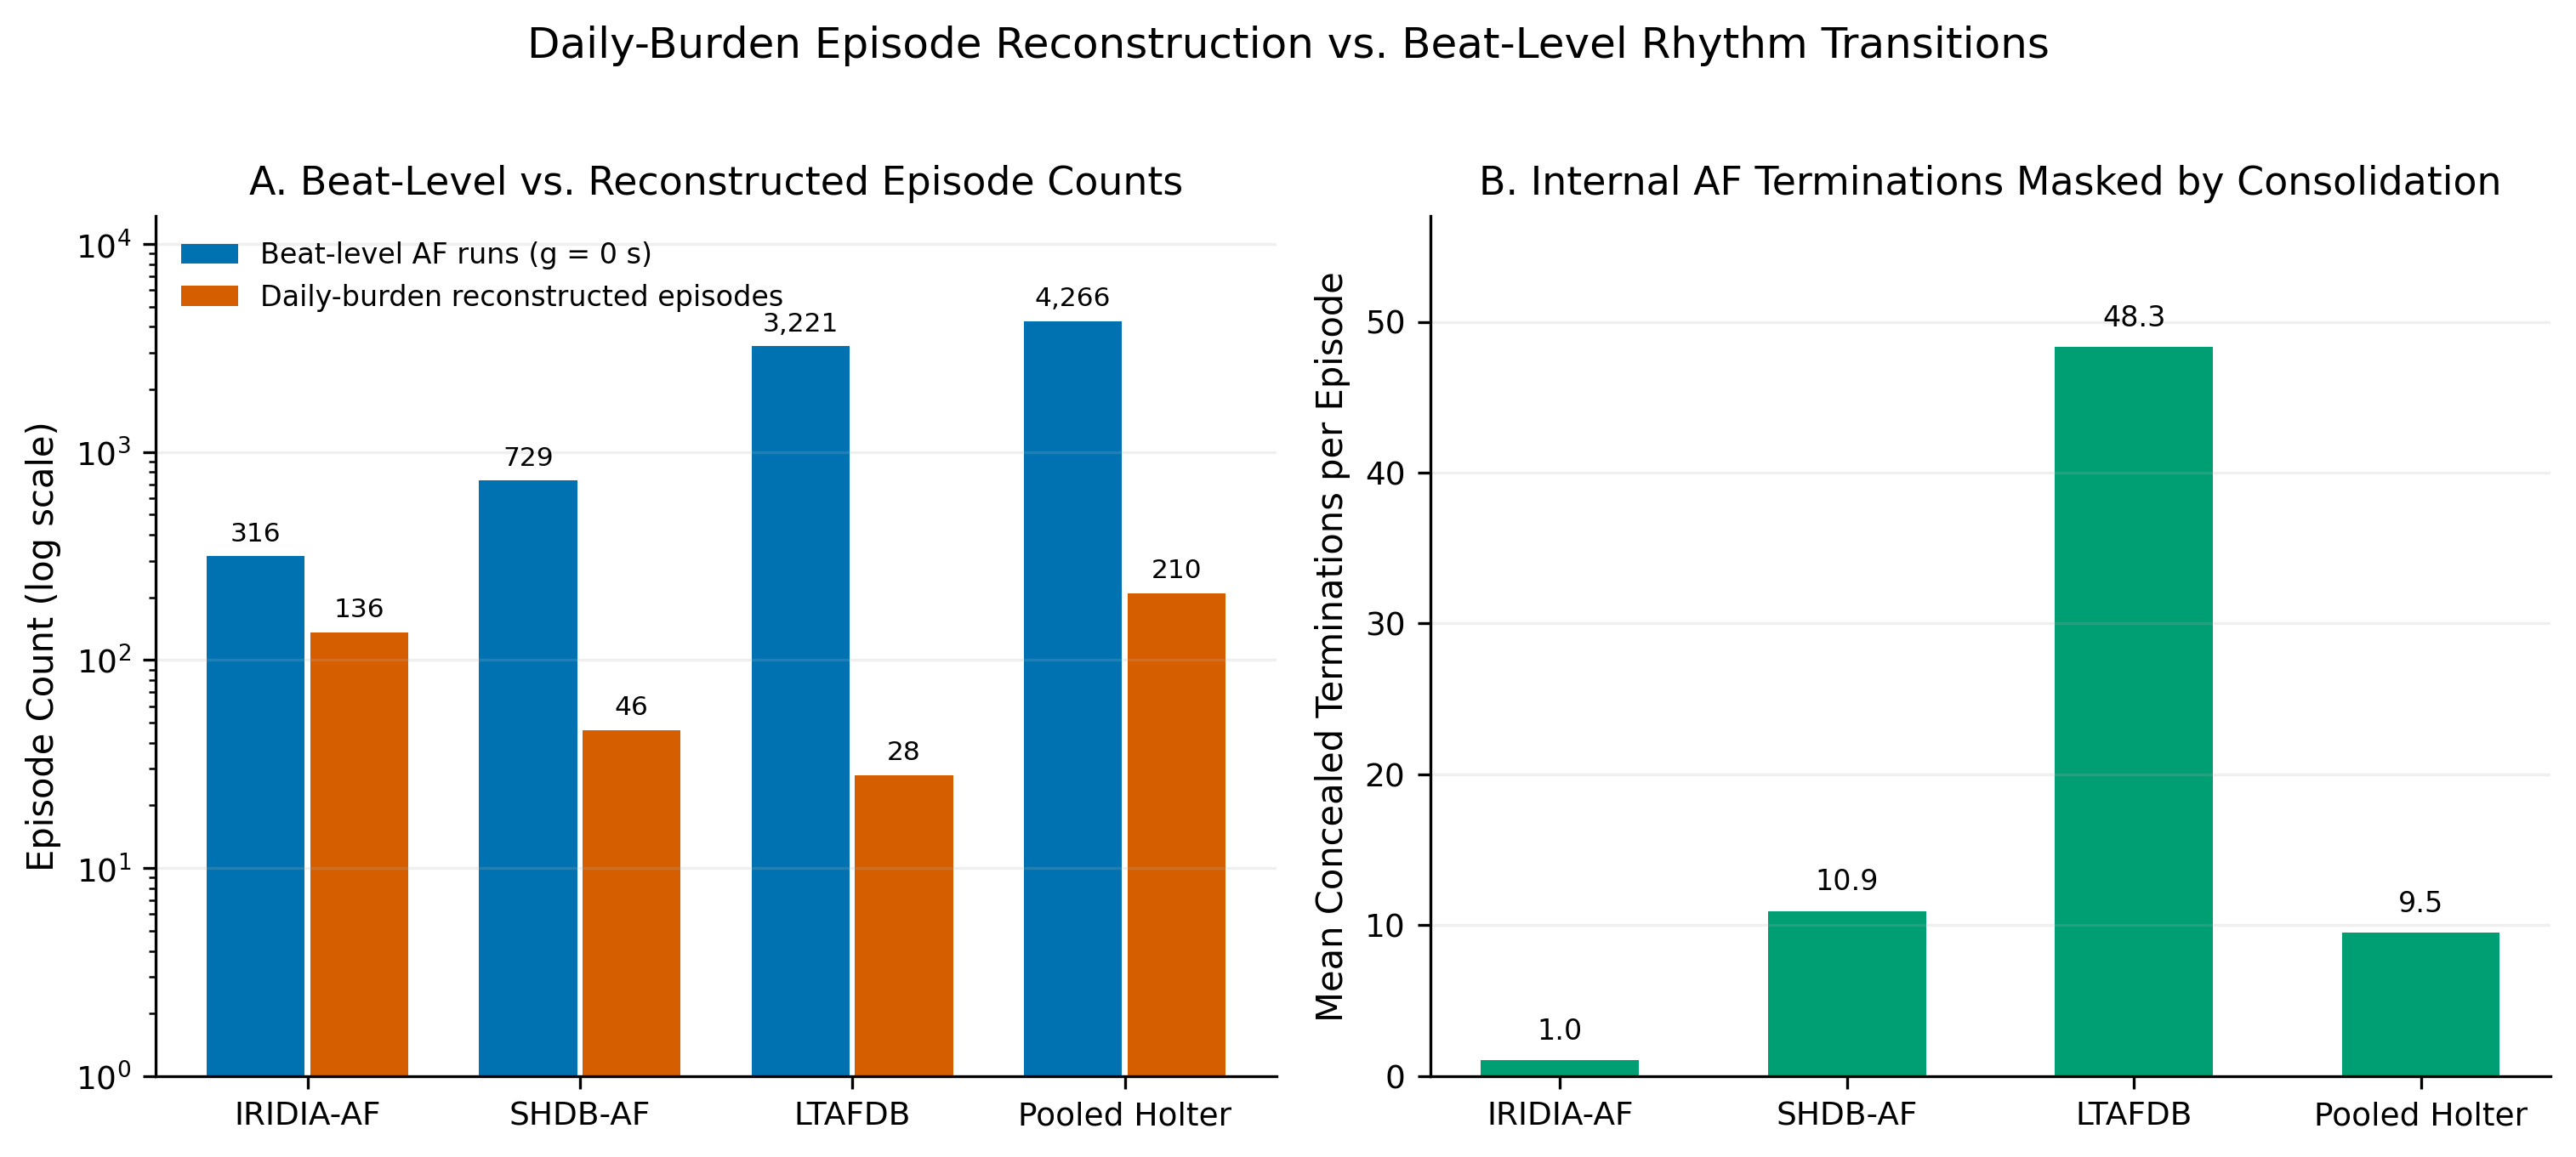 Daily-Burden Episode Reconstruction vs. Beat-Level Rhythm Transitions
A. Beat-Level vs. Reconstructed Episode Counts
Episode Count (log scale)
10⁴
10³
10²
10¹
10⁰
Beat-level AF runs (g = 0 s)
Daily-burden reconstructed episodes
316
136
729
46
3,221
28
4,266
210
IRIDIA-AF
SHDB-AF
LTAFDB
Pooled Holter
B. Internal AF Terminations Masked by Consolidation
Mean Concealed Terminations per Episode
50
40
30
20
10
0
1.0
10.9
48.3
9.5
IRIDIA-AF
SHDB-AF
LTAFDB
Pooled Holter